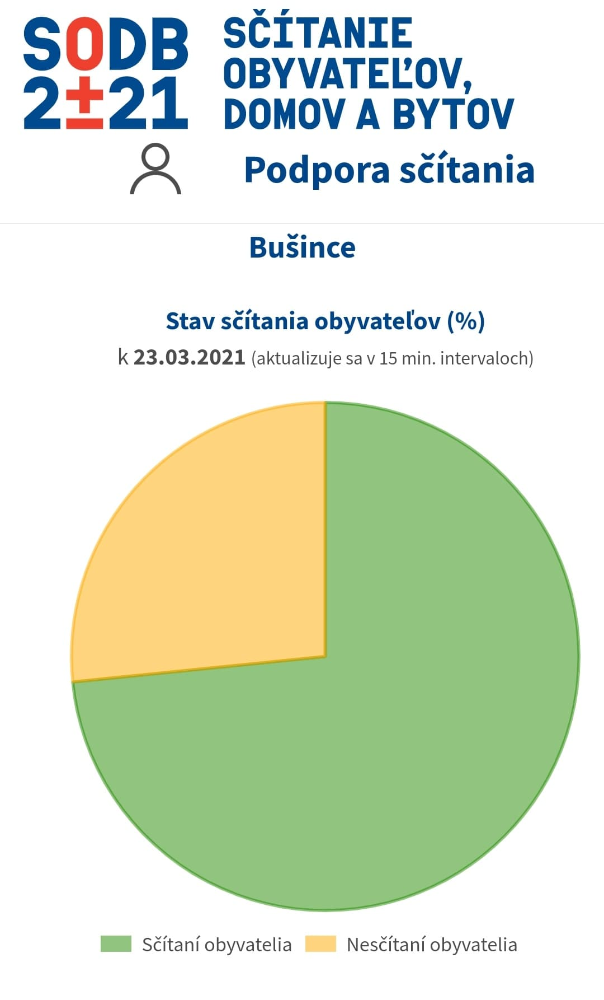 SODB
2±21
SČÍTANIE
OBYVATEĽOV,
DOMOV A BYTOV
Podpora sčítania
Bušince
Stav sčítania obyvateľov (%)
k 23.03.2021 (aktualizuje sa v 15 min. intervaloch)
Sčítaní obyvatelia
Nesčítaní obyvatelia